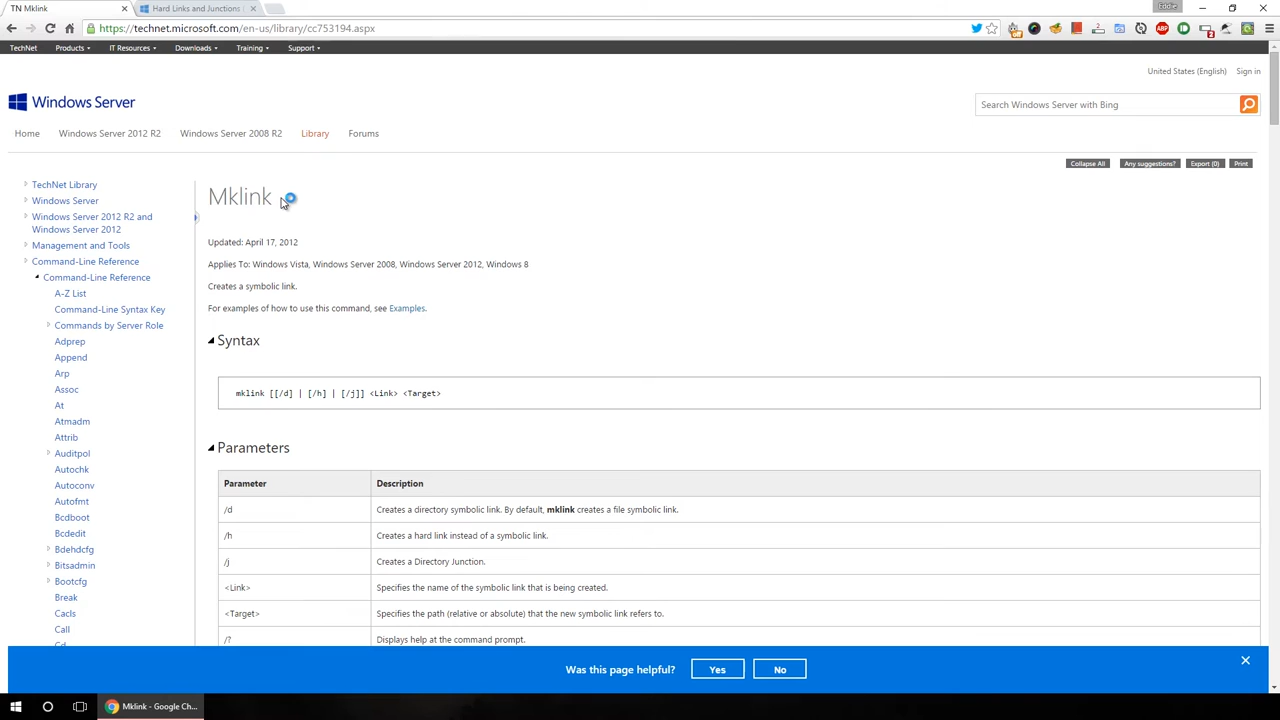 TN Mklink
Hard Links and Junctions
Eddie
https://technet.microsoft.com/en-us/library/cc753194.aspx
TechNet Products IT Resources Downloads Training Support
United States (English) Sign in
Windows Server
Search Windows Server with Bing
Home Windows Server 2012 R2 Windows Server 2008 R2 Library Forums
Collapse All Any suggestions? Export (0) Print
TechNet Library
Windows Server
Windows Server 2012 R2 and
Windows Server 2012
Management and Tools
Command-Line Reference
Command-Line Reference
A-Z List
Command-Line Syntax Key
Commands by Server Role
Adprep
Append
Arp
Assoc
At
Atmadm
Attrib
Auditpol
Autochk
Autoconv
Autofmt
Bcdboot
Bcdedit
Bdehdcfg
Bitsadmin
Bootcfg
Break
Cacls
Call
Cd
Mklink
Updated: April 17, 2012
Applies To: Windows Vista, Windows Server 2008, Windows Server 2012, Windows 8
Creates a symbolic link.
For examples of how to use this command, see Examples.
Syntax
mklink [[/d] | [/h] | [/j]] <Link> <Target>
Parameters
Parameter Description
/d Creates a directory symbolic link. By default, mklink creates a file symbolic link.
/h Creates a hard link instead of a symbolic link.
/j Creates a Directory Junction.
<Link> Specifies the name of the symbolic link that is being created.
<Target> Specifies the path (relative or absolute) that the new symbolic link refers to.
/? Displays help at the command prompt.
Was this page helpful? Yes No
Mklink - Google Ch...